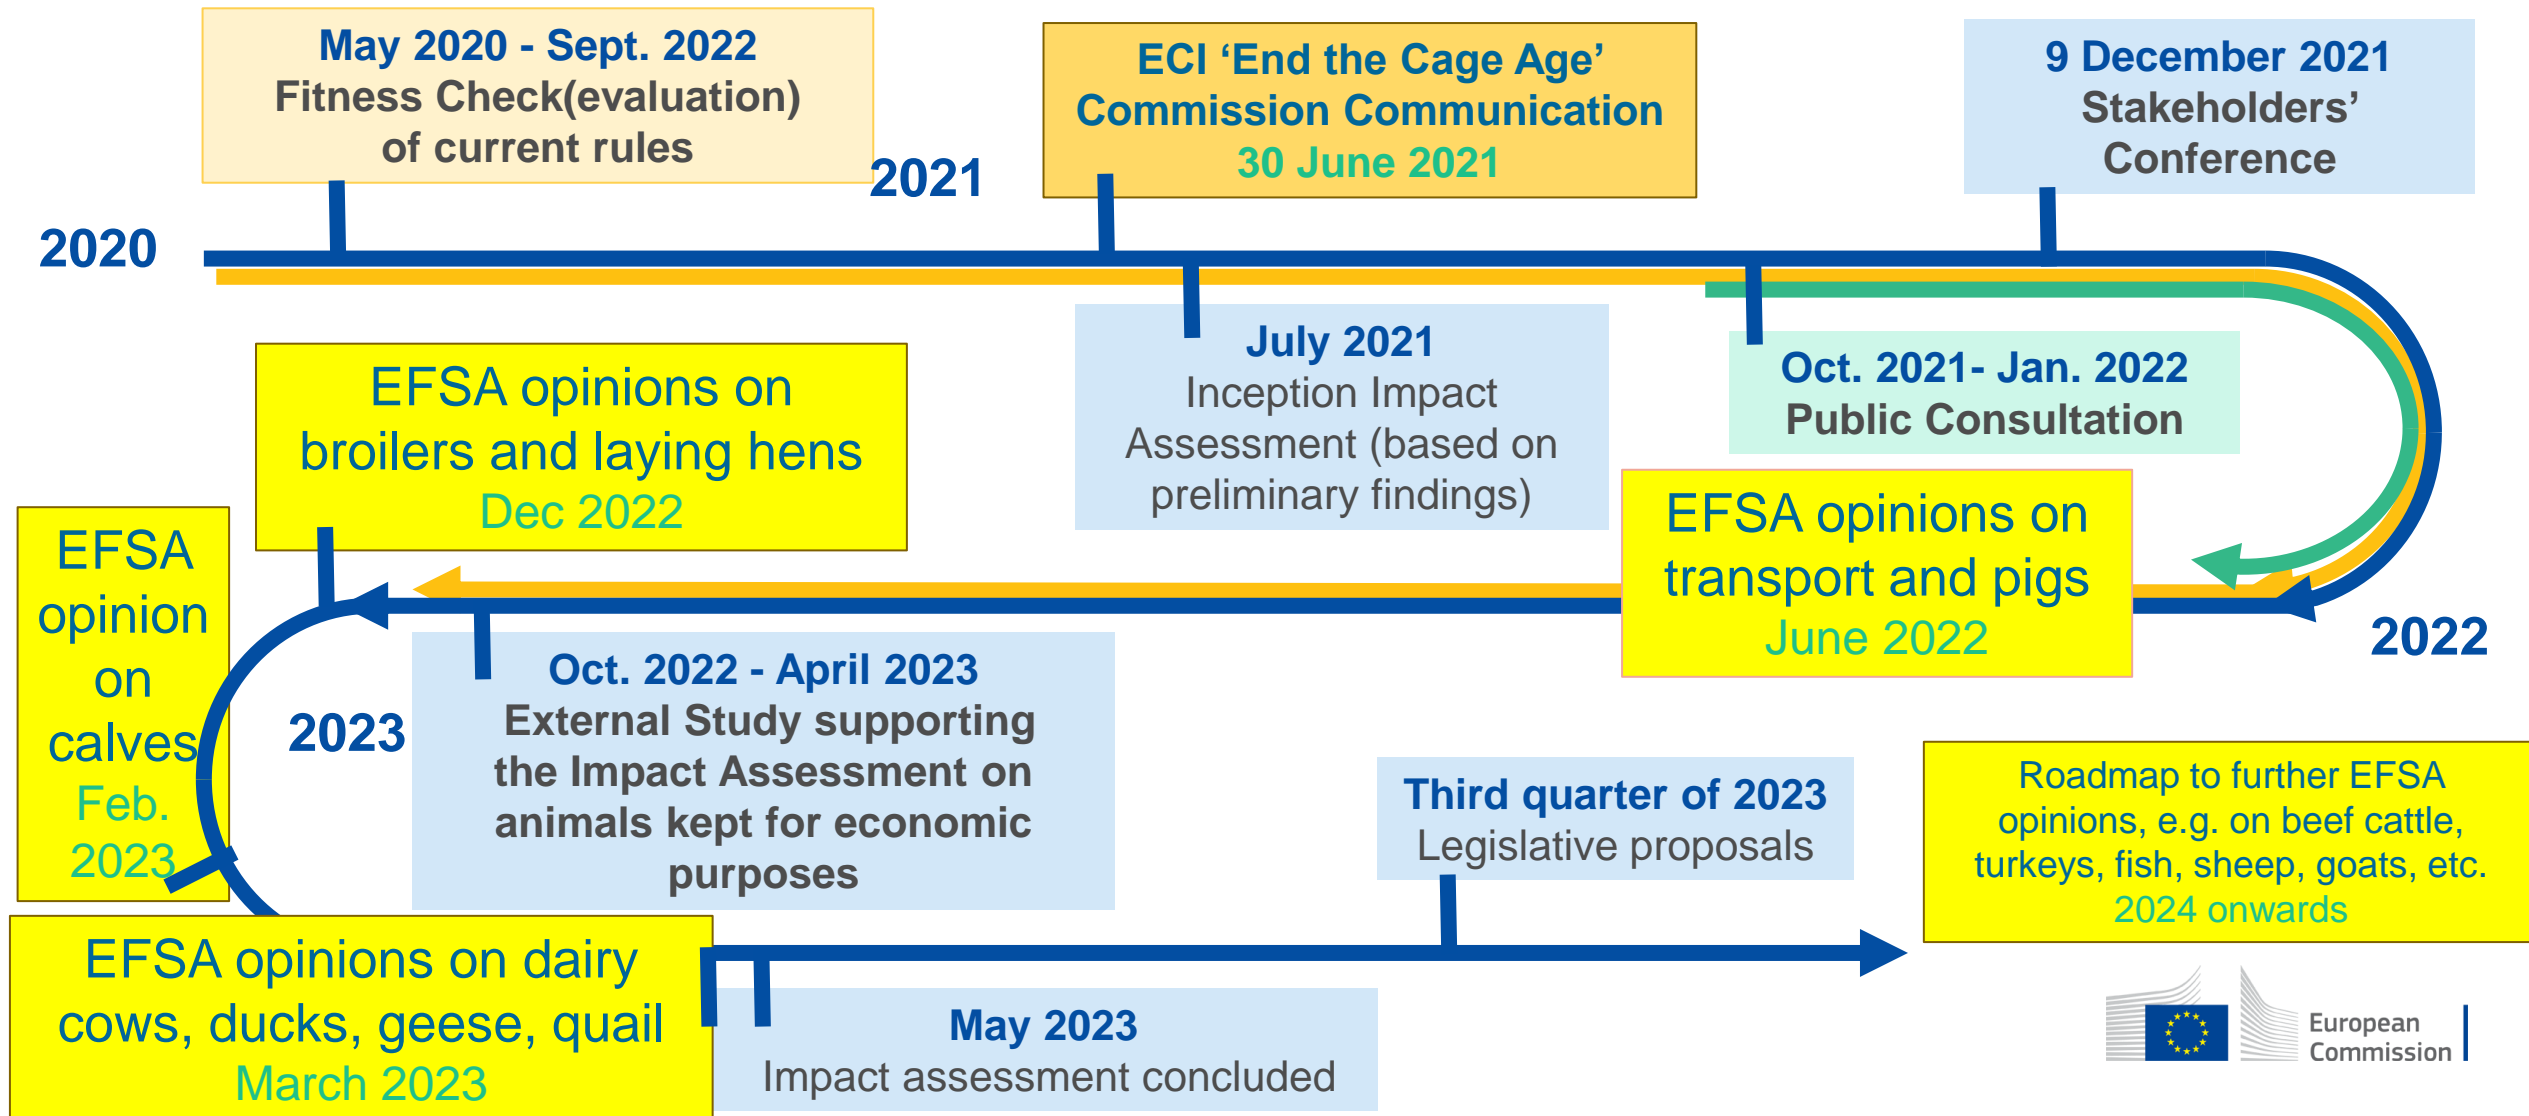 May 2020 - Sept. 2022
Fitness Check(evaluation)
of current rules
ECI ‘End the Cage Age’
Commission Communication
30 June 2021
9 December 2021
Stakeholders’
Conference
2021
2020
July 2021
Inception Impact
Assessment (based on
preliminary findings)
Oct. 2021- Jan. 2022
Public Consultation
EFSA opinions on
broilers and laying hens
Dec 2022
EFSA opinions on
transport and pigs
June 2022
2022
EFSA
opinion
on
calves
Feb.
2023
2023
Oct. 2022 - April 2023
External Study supporting
the Impact Assessment on
animals kept for economic
purposes
Third quarter of 2023
Legislative proposals
Roadmap to further EFSA
opinions, e.g. on beef cattle,
turkeys, fish, sheep, goats, etc.
2024 onwards
EFSA opinions on dairy
cows, ducks, geese, quail
March 2023
May 2023
Impact assessment concluded
European
Commission